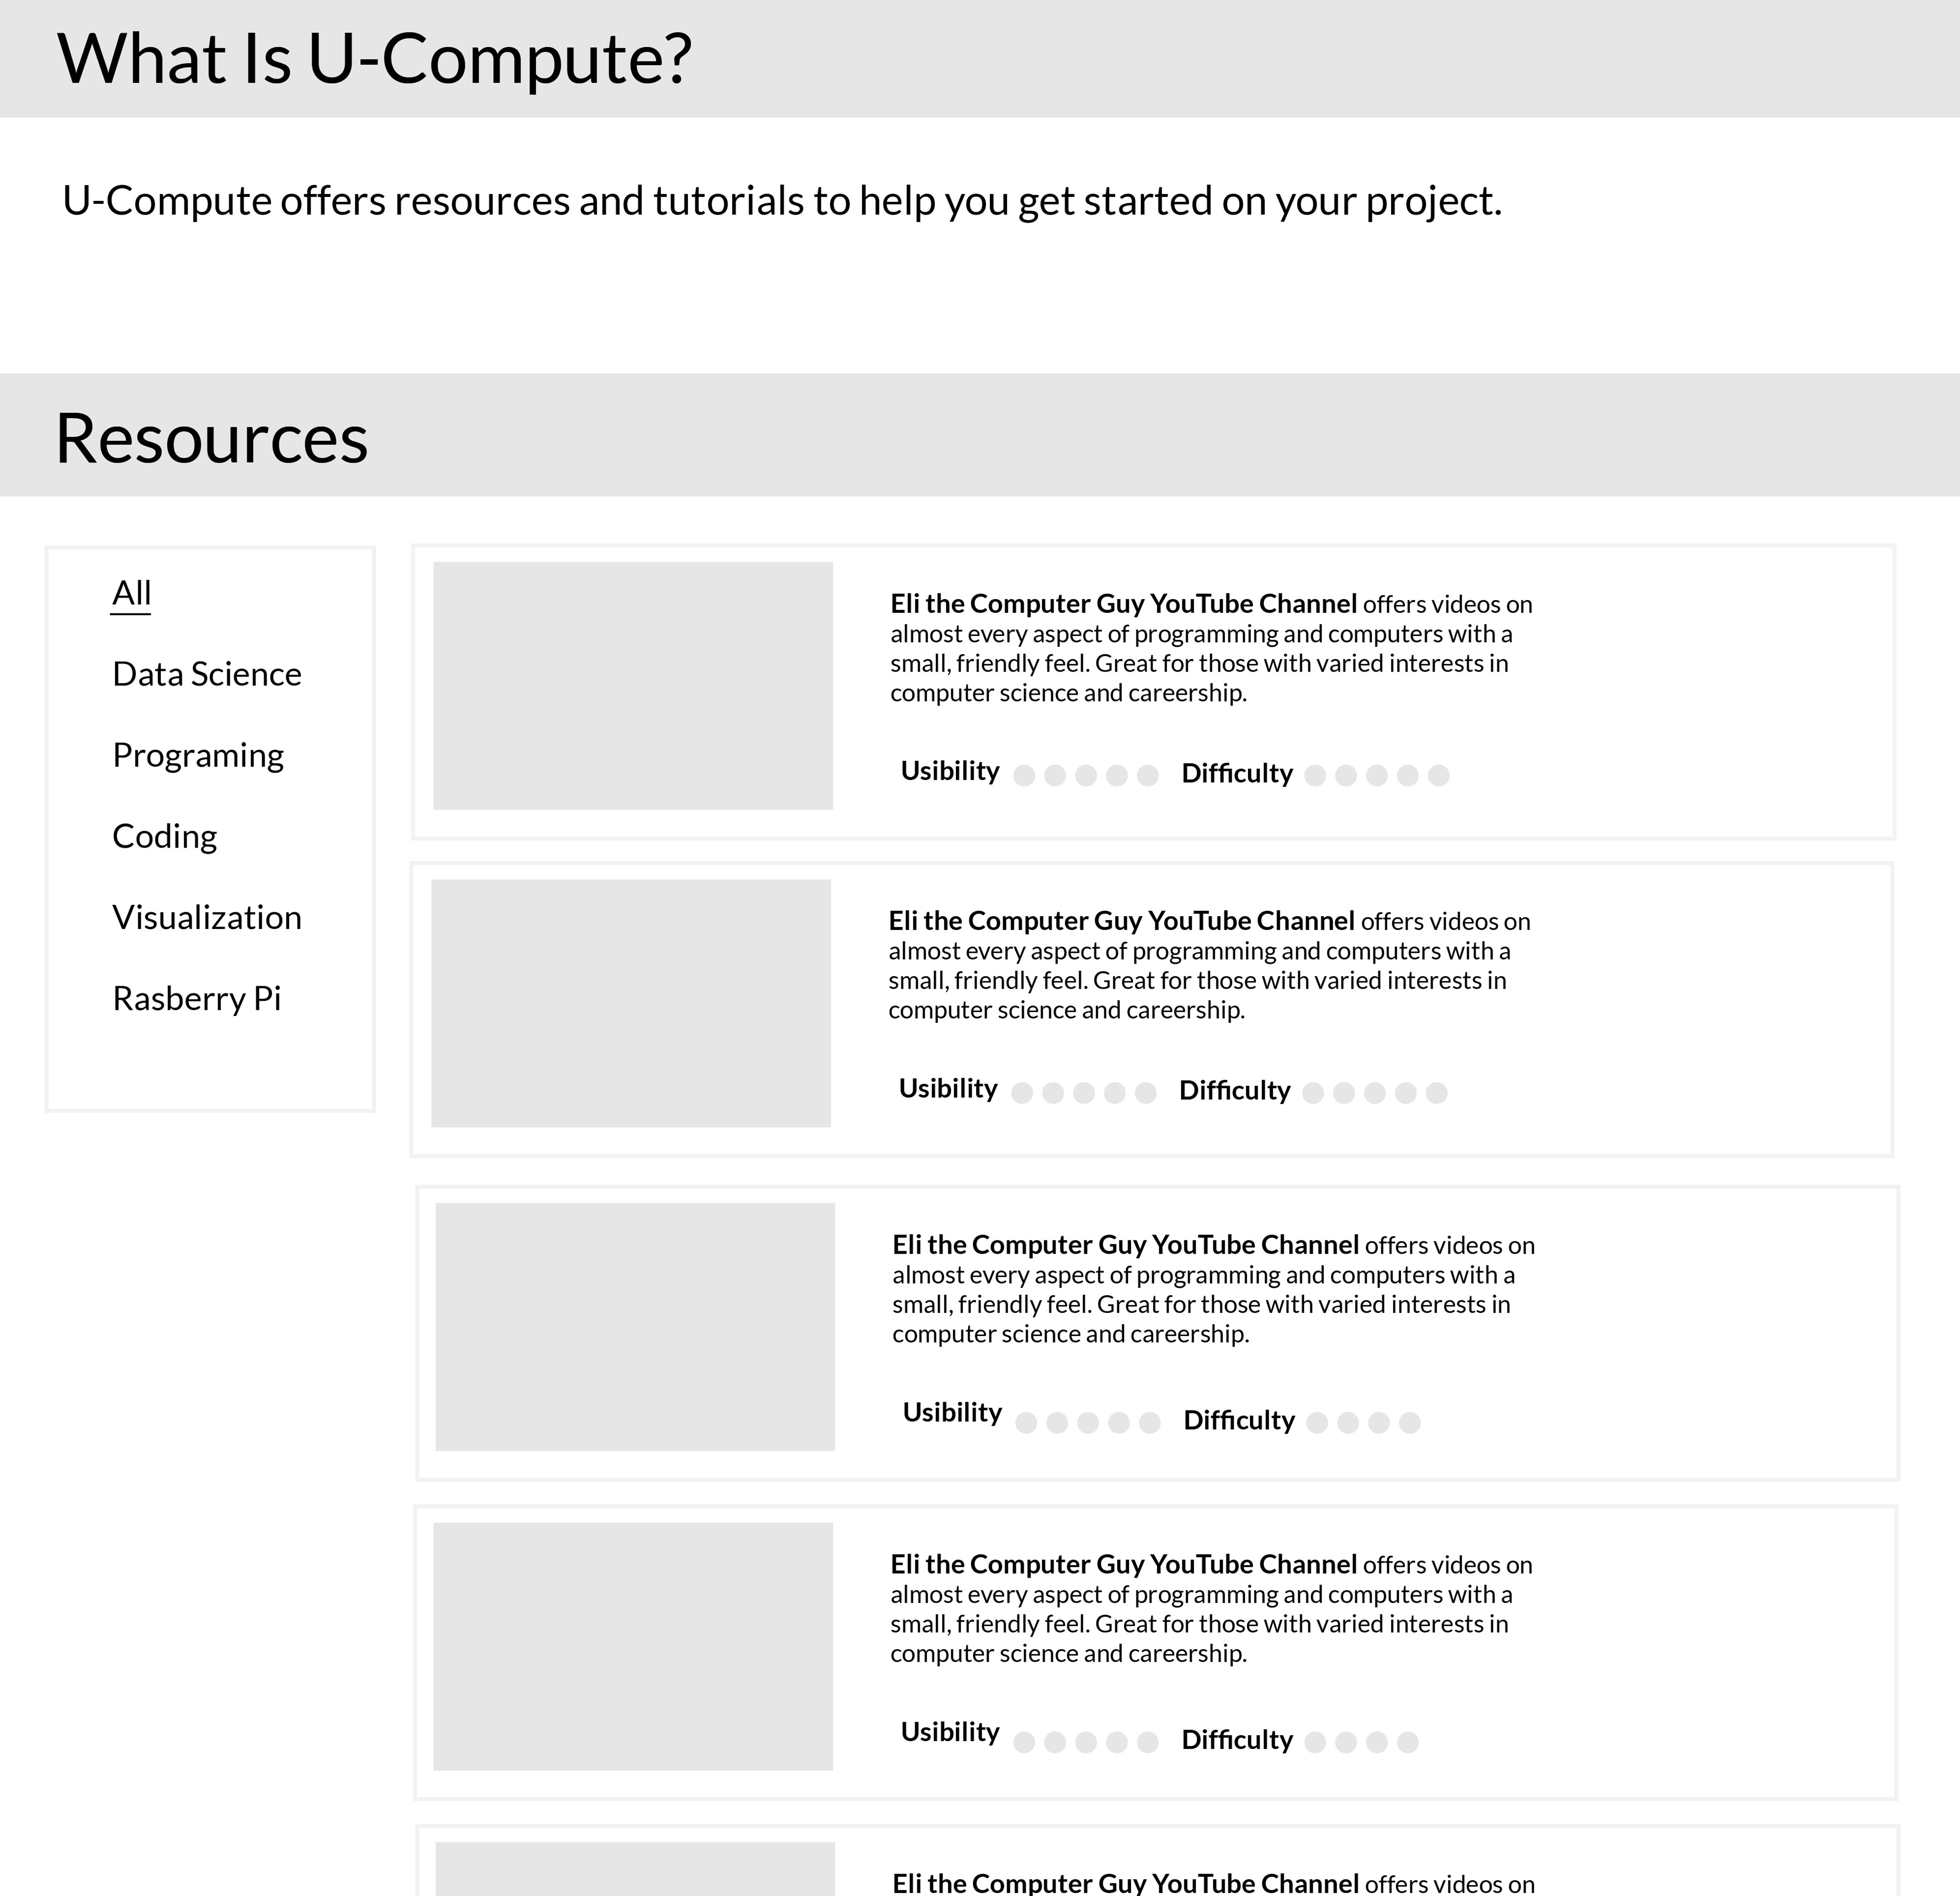 What Is U-Compute?
U-Compute offers resources and tutorials to help you get started on your project.
Resources
All
Data Science
Programing
Coding
Visualization
Rasberry Pi
Eli the Computer Guy YouTube Channel offers videos on
almost every aspect of programming and computers with a
small, friendly feel. Great for those with varied interests in
computer science and careership.
Usibility Difficulty
Eli the Computer Guy YouTube Channel offers videos on
almost every aspect of programming and computers with a
small, friendly feel. Great for those with varied interests in
computer science and careership.
Usibility Difficulty
Eli the Computer Guy YouTube Channel offers videos on
almost every aspect of programming and computers with a
small, friendly feel. Great for those with varied interests in
computer science and careership.
Usibility Difficulty
Eli the Computer Guy YouTube Channel offers videos on
almost every aspect of programming and computers with a
small, friendly feel. Great for those with varied interests in
computer science and careership.
Usibility Difficulty
Eli the Computer Guy YouTube Channel offers videos on